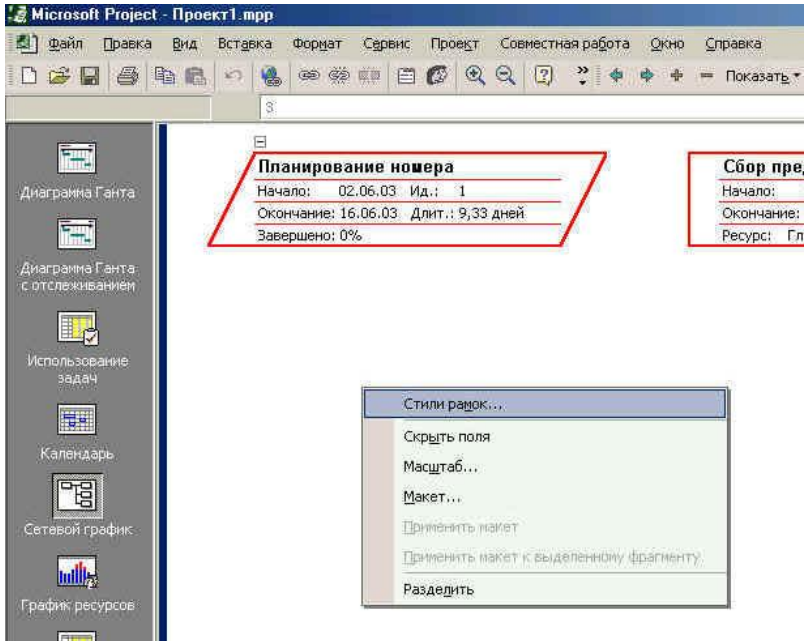 Microsoft Project - Проект1.mpp
Файл Правка Вид Вставка Формат Сервис Проект Совместная работа Окно Справка
Показать
3
Диаграмма Ганта
Диаграмма Ганта с отслеживанием
Использование задач
Календарь
Сетевой график
График ресурсов
Планирование номера
Начало: 02.06.03 Ид.: 1
Окончание: 16.06.03 Длит.: 9,33 дней
Завершено: 0%
Сбор пред
Начало:
Окончание:
Ресурс: Гл
Стили рамок...
Скрыть поля
Масштаб...
Макет...
Применить макет
Применить макет к выделенному фрагменту
Разделить